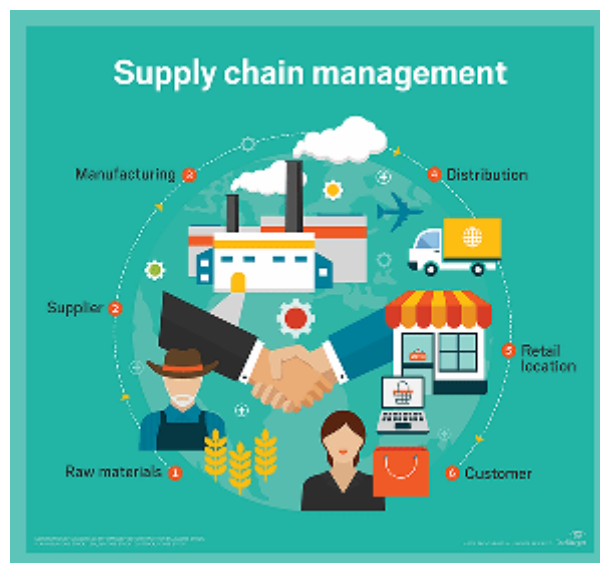 Supply chain management
Manufacturing 3
4 Distribution
Supplier 2
5 Retail
location
Raw materials 1
6 Customer